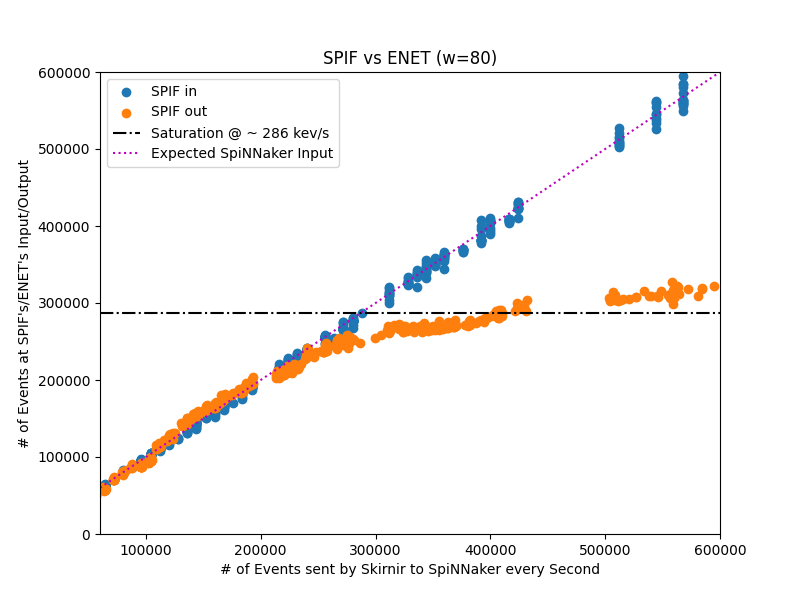 SPIF vs ENET (w=80)
SPIF in
SPIF out
Saturation @ ~ 286 kev/s
Expected SpiNNaker Input
# of Events at SPIF's/ENET's Input/Output
600000
500000
400000
300000
200000
100000
0
100000 200000 300000 400000 500000 600000
# of Events sent by Skirnir to SpiNNaker every Second